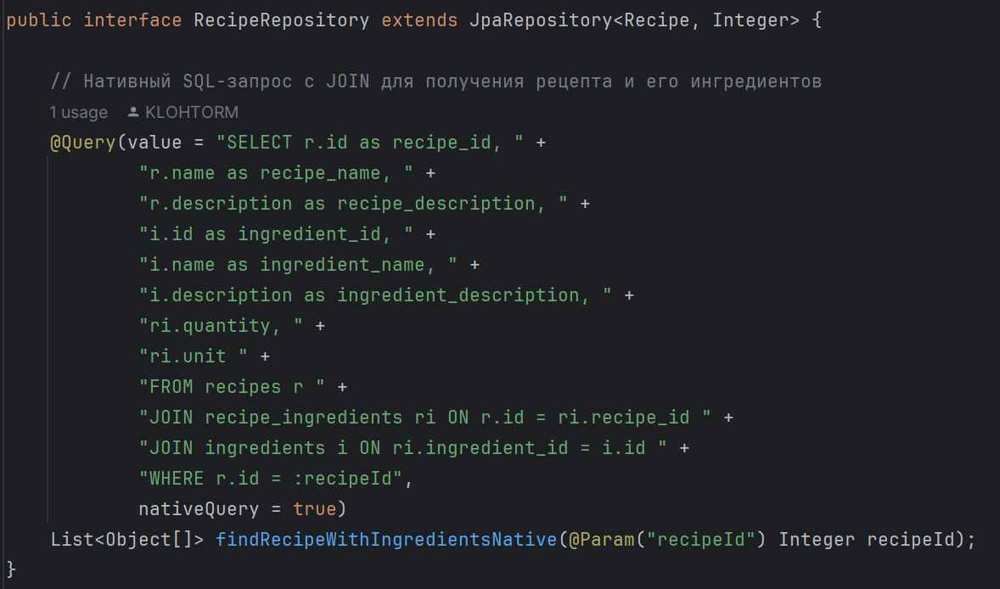 public interface RecipeRepository extends JpaRepository<Recipe, Integer> {
// Нативный SQL-запрос с JOIN для получения рецепта и его ингредиентов
1 usage KLOHTORM
@Query(value = "SELECT r.id as recipe_id, " +
"r.name as recipe_name, " +
"r.description as recipe_description, " +
"i.id as ingredient_id, " +
"i.name as ingredient_name, " +
"i.description as ingredient_description, " +
"ri.quantity, " +
"ri.unit " +
"FROM recipes r " +
"JOIN recipe_ingredients ri ON r.id = ri.recipe_id " +
"JOIN ingredients i ON ri.ingredient_id = i.id " +
"WHERE r.id = :recipeId",
nativeQuery = true)
List<Object[]> findRecipeWithIngredientsNative(@Param("recipeId") Integer recipeId);
}